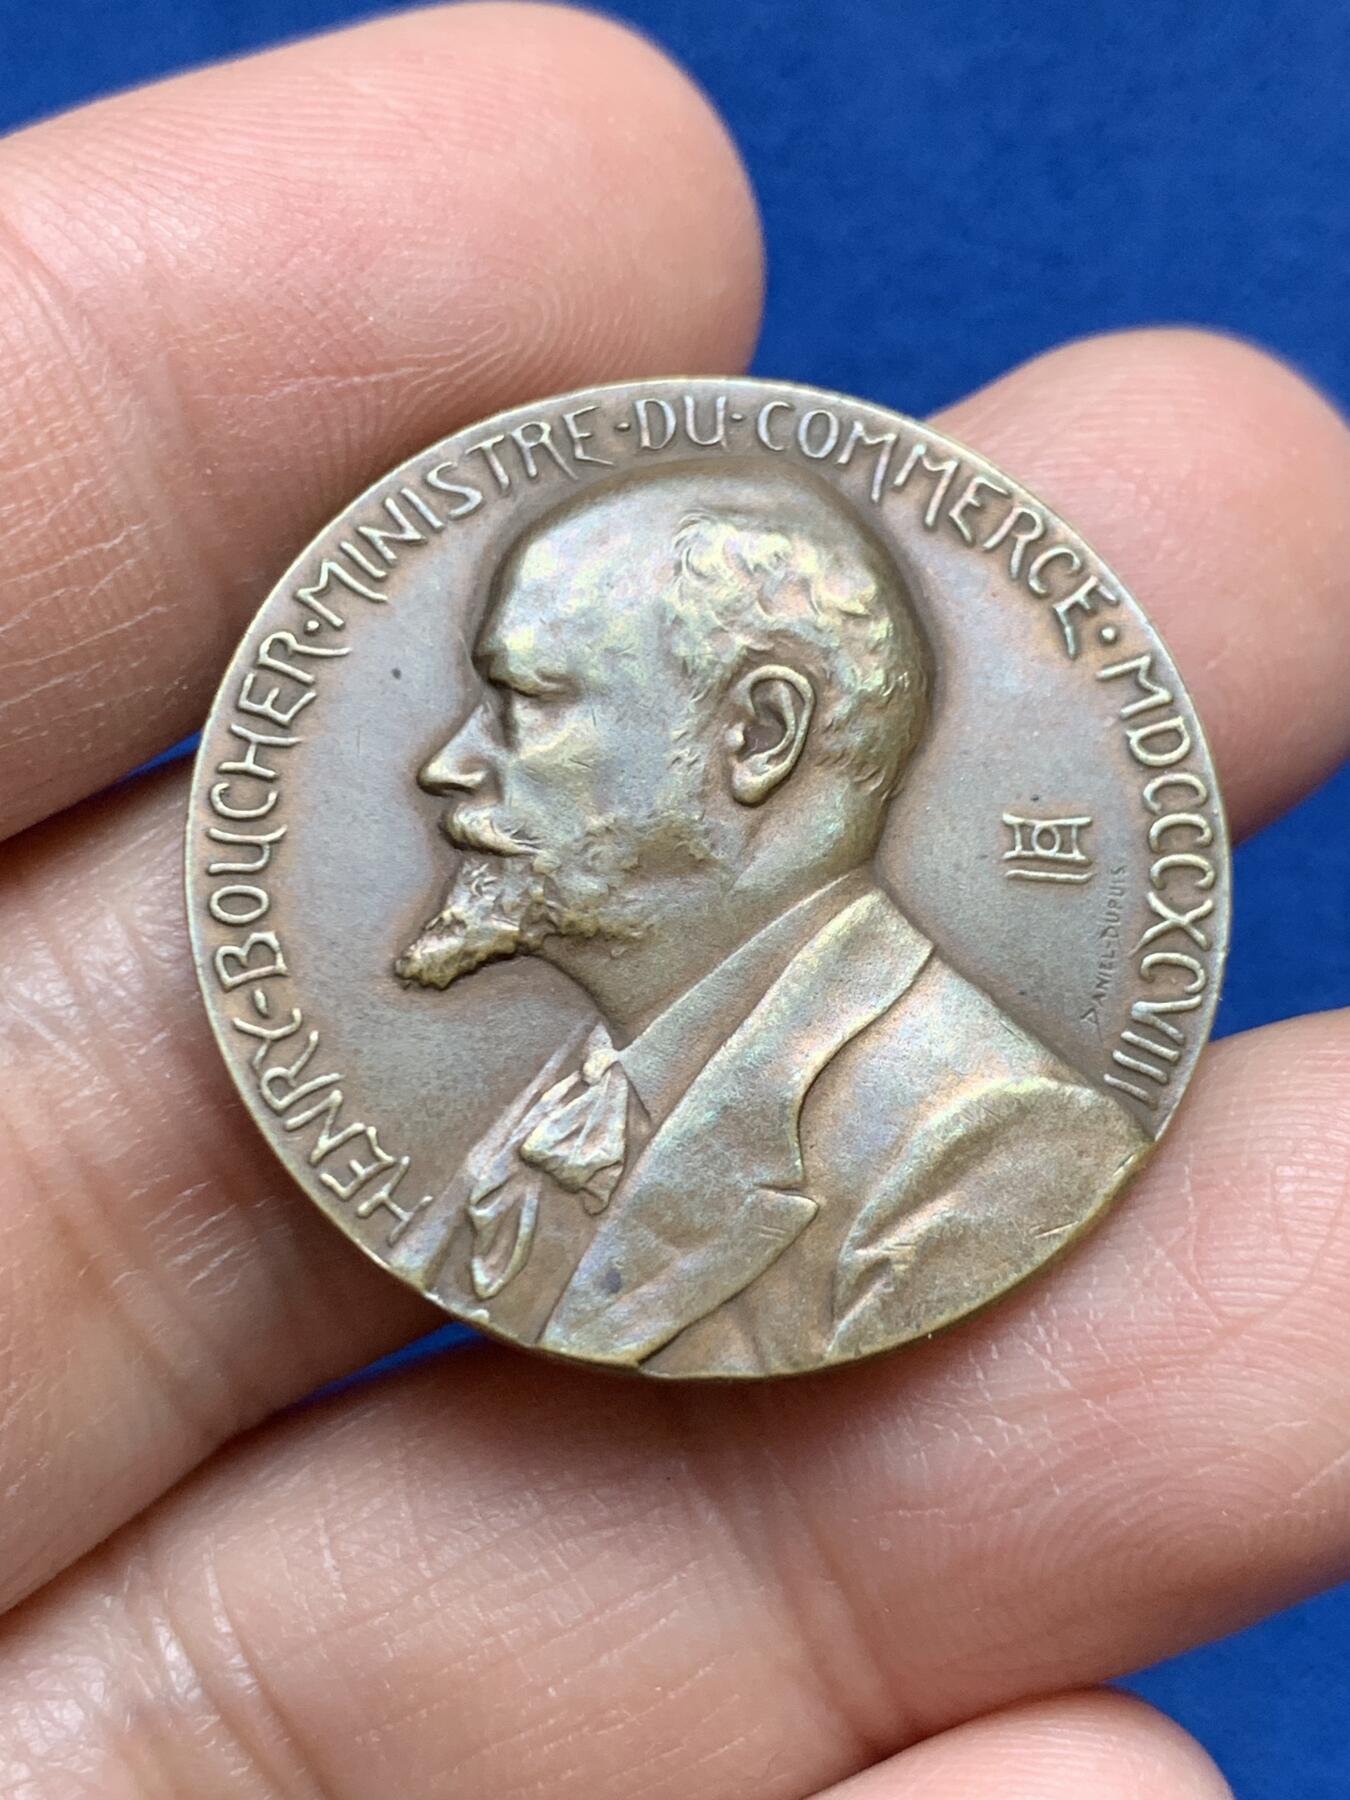 HENRY-BOUCHER·MINISTRE·DU·COMMERCE·MDCCCXCVIII
DANIEL-DUPUIS